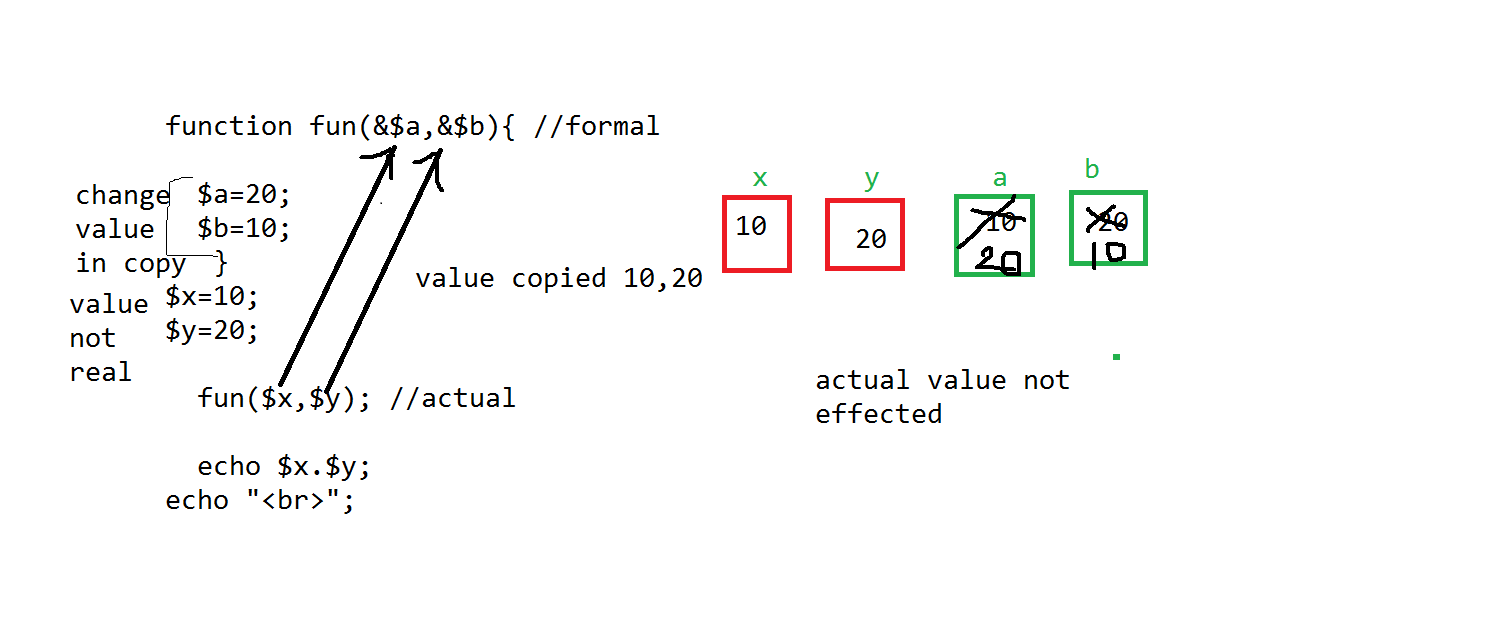 function fun(&$a,&$b){ //formal
change $a=20;
value $b=10;
in copy }
value $x=10;
not $y=20;
real
fun($x,$y); //actual
echo $x.$y;
echo "<br>";
value copied 10,20
x y a b
10 20 10 20
20 10
actual value not
effected